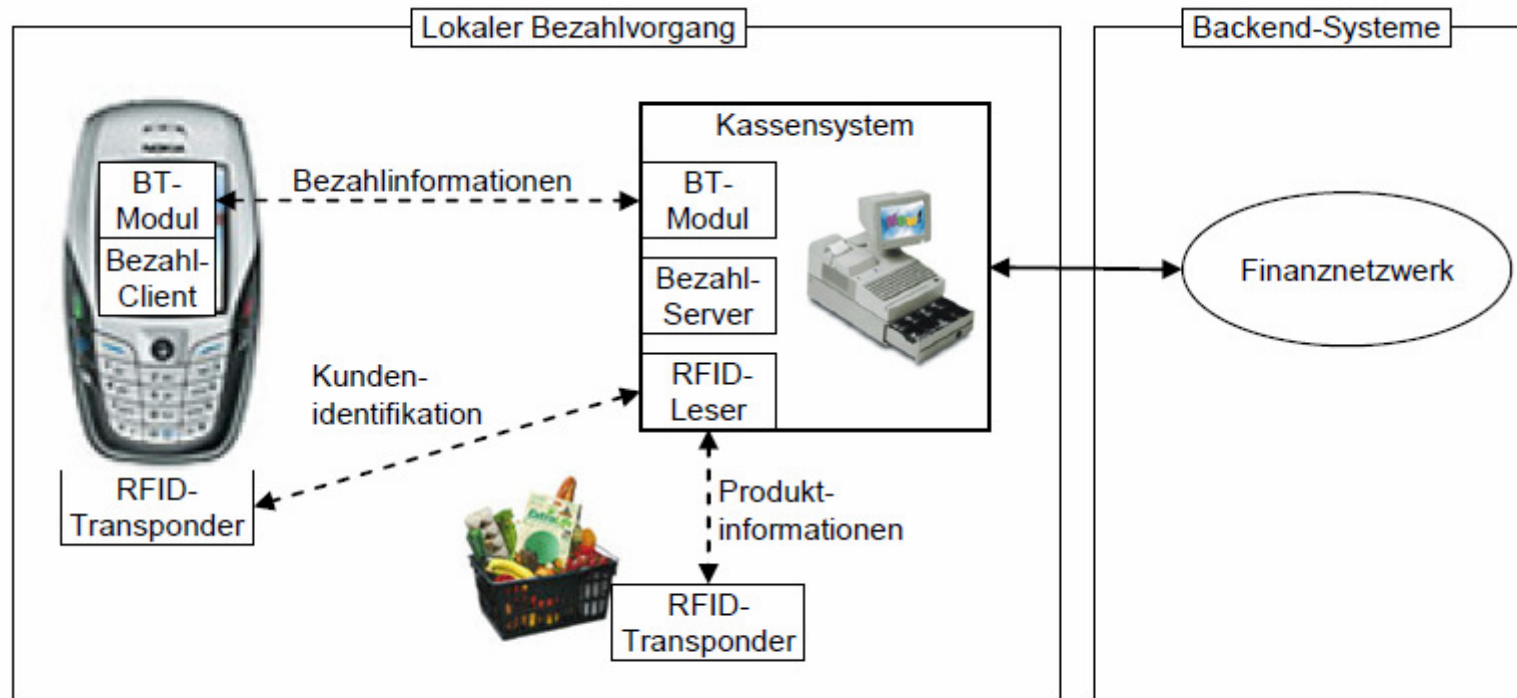 Lokaler Bezahlvorgang
Backend-Systeme
NOKIA
BT-
Modul
Bezahl-
Client
Bezahlinformationen
Kassensystem
BT-
Modul
Bezahl-
Server
RFID-
Leser
Finanznetzwerk
Kunden-
identifikation
RFID-
Transponder
Produkt-
informationen
RFID-
Transponder